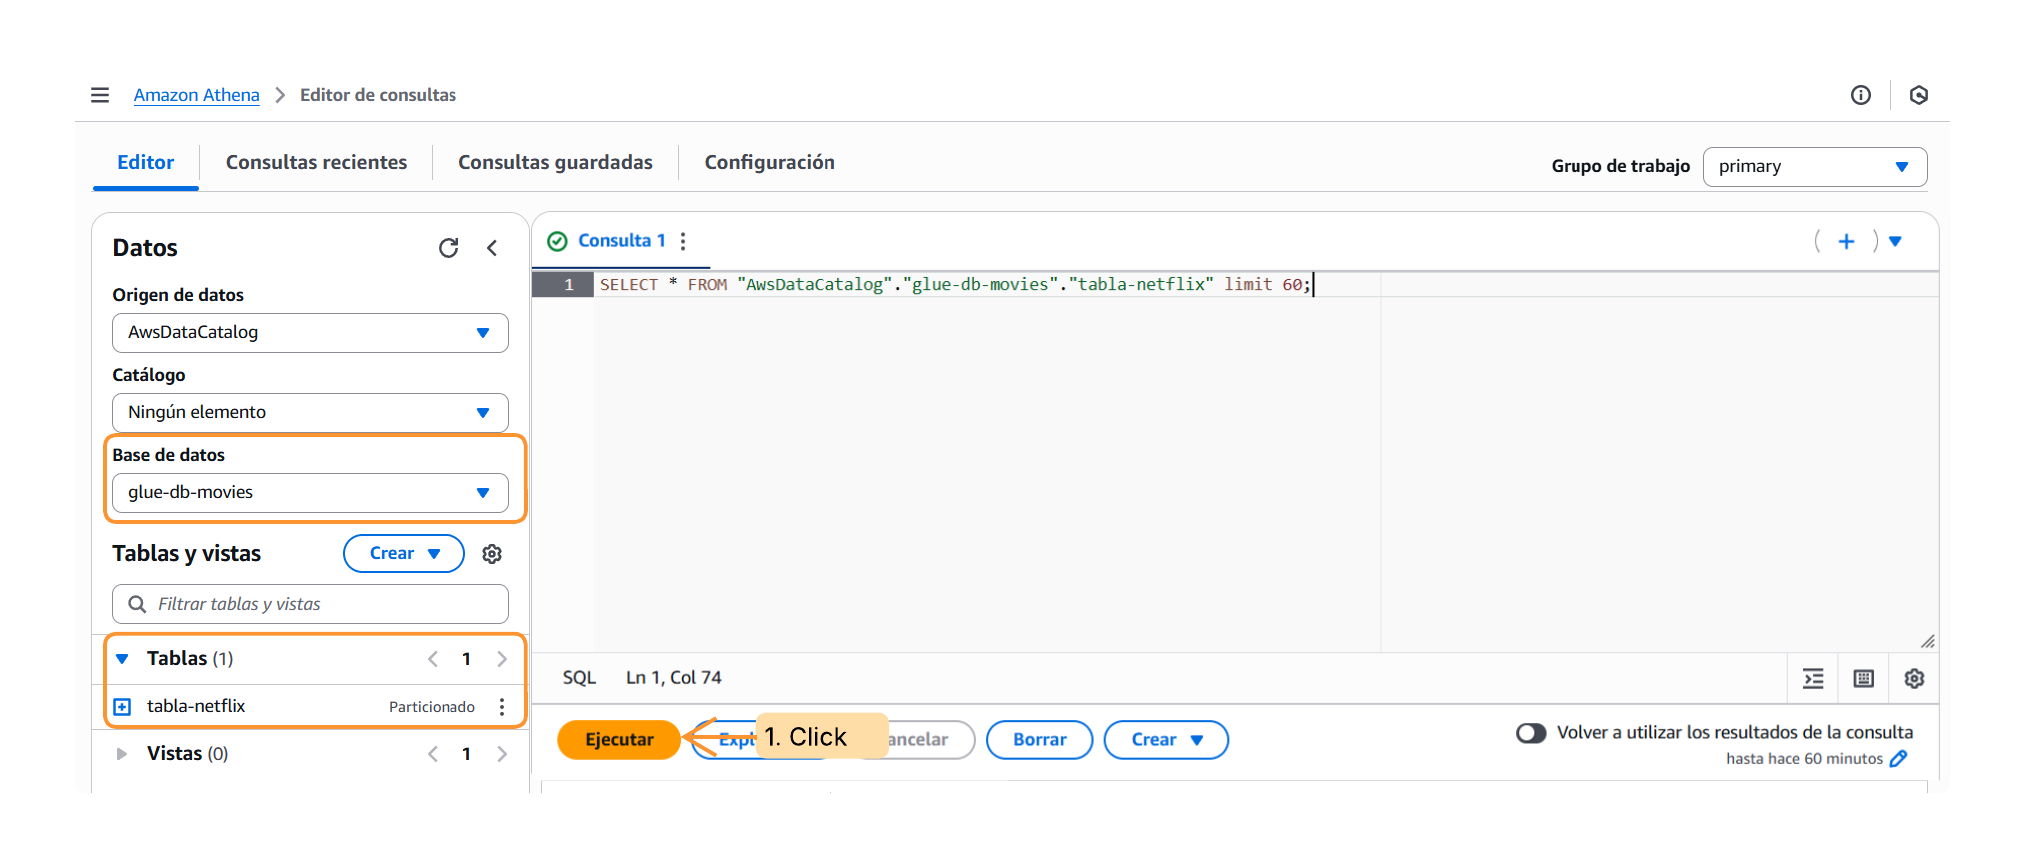 Amazon Athena > Editor de consultas
Editor Consultas recientes Consultas guardadas Configuración
Grupo de trabajo primary
Datos
Origen de datos
AwsDataCatalog
Catálogo
Ningún elemento
Base de datos
glue-db-movies
Tablas y vistas Crear
Filtrar tablas y vistas
Tablas (1) < 1 >
tabla-netflix Particionado
Vistas (0) < 1 >
Consulta 1
1 SELECT * FROM "AwsDataCatalog"."glue-db-movies"."tabla-netflix" limit 60;
SQL Ln 1, Col 74
Ejecutar 1. Click Borrar Crear
Volver a utilizar los resultados de la consulta
hasta hace 60 minutos